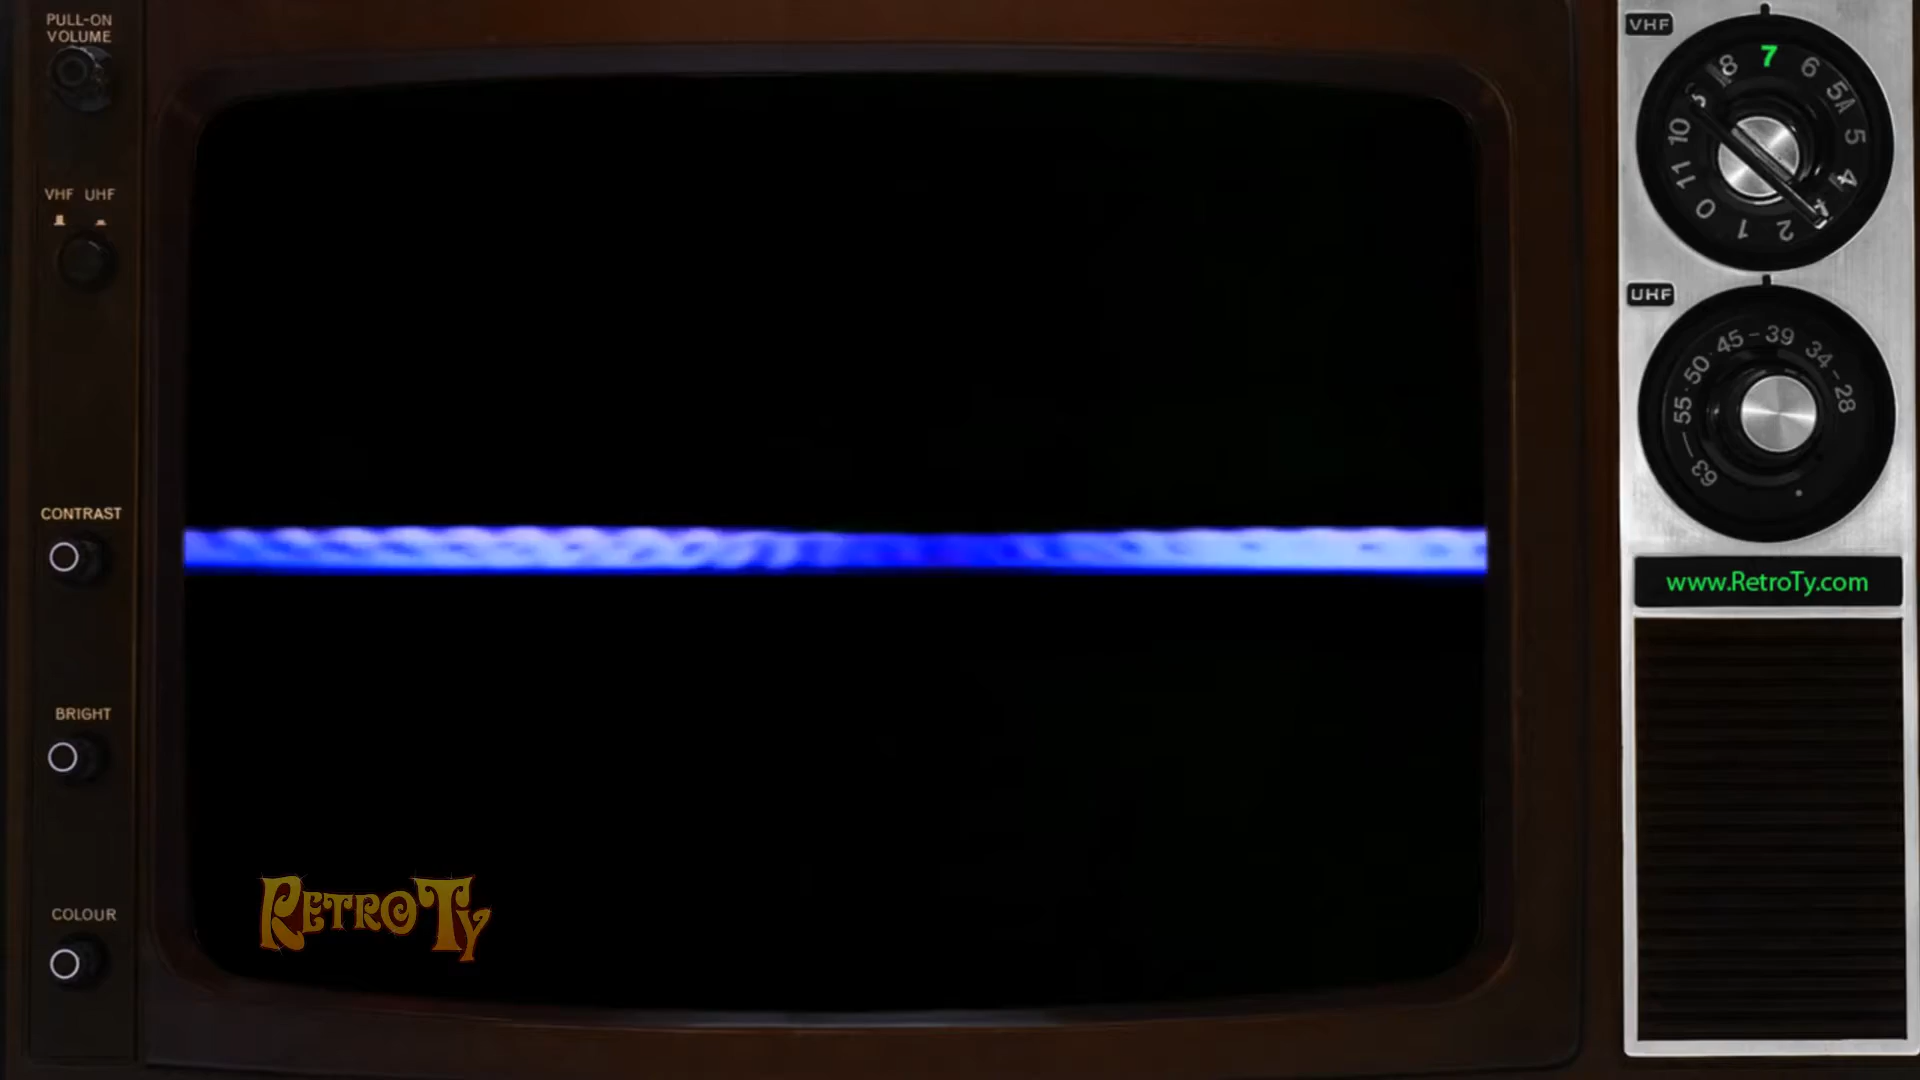 PULL-ON
VOLUME
VHF UHF
CONTRAST
BRIGHT
COLOUR
RETROTY
VHF
7
6
5A
5
4
2
1
0
11
10
9
8
UHF
63 — 55 · 50 · 45 - 39 34 - 28
www.RetroTy.com